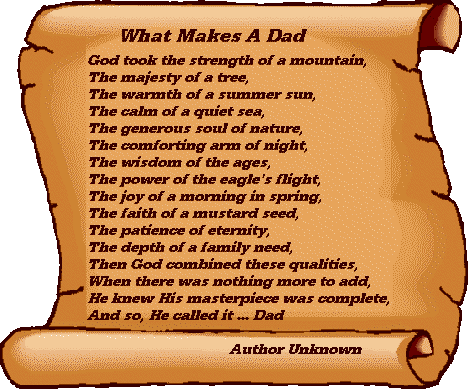 What Makes A Dad
God took the strength of a mountain,
The majesty of a tree,
The warmth of a summer sun,
The calm of a quiet sea,
The generous soul of nature,
The comforting arm of night,
The wisdom of the ages,
The power of the eagle's flight,
The joy of a morning in spring,
The faith of a mustard seed,
The patience of eternity,
The depth of a family need,
Then God combined these qualities,
When there was nothing more to add,
He knew His masterpiece was complete,
And so, He called it ... Dad
Author Unknown